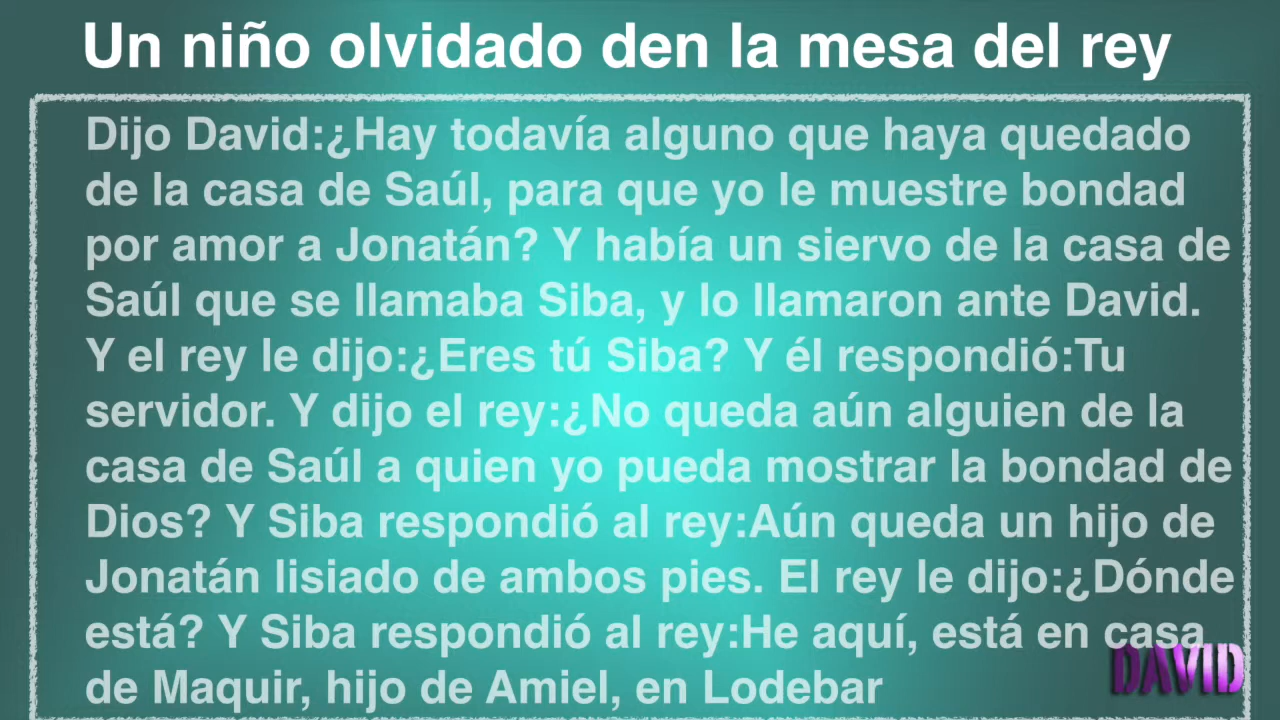 Un niño olvidado den la mesa del rey
Dijo David:¿Hay todavía alguno que haya quedado
de la casa de Saúl, para que yo le muestre bondad
por amor a Jonatán? Y había un siervo de la casa de
Saúl que se llamaba Siba, y lo llamaron ante David.
Y el rey le dijo:¿Eres tú Siba? Y él respondió:Tu
servidor. Y dijo el rey:¿No queda aún alguien de la
casa de Saúl a quien yo pueda mostrar la bondad de
Dios? Y Siba respondió al rey:Aún queda un hijo de
Jonatán lisiado de ambos pies. El rey le dijo:¿Dónde
está? Y Siba respondió al rey:He aquí, está en casa
de Maquir, hijo de Amiel, en Lodebar
DAVID